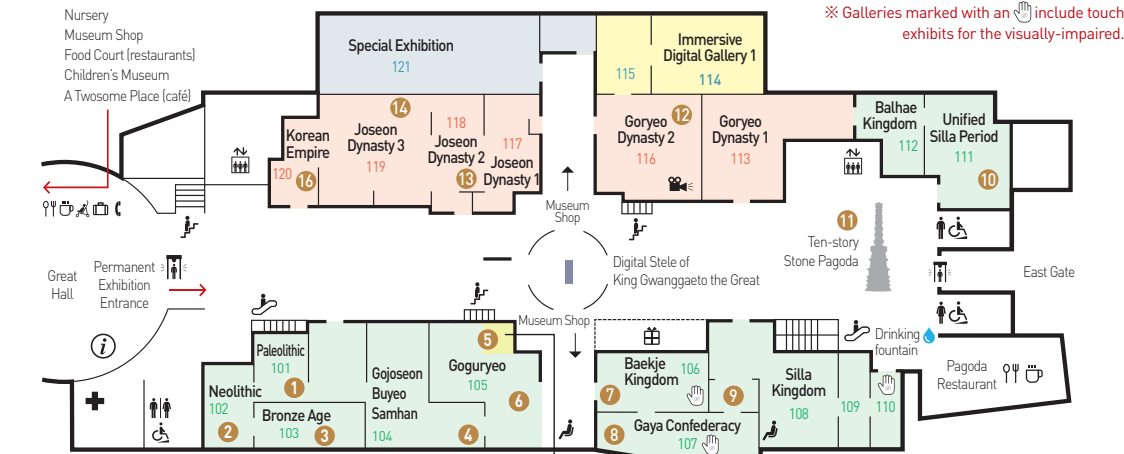 Nursery
Museum Shop
Food Court (restaurants)
Children's Museum
A Twosome Place (café)
※ Galleries marked with an include touch
exhibits for the visually-impaired.
Special Exhibition
121
115
Immersive
Digital Gallery 1
114
Korean
Empire
120
16
14
Joseon
Dynasty 3
119
118
Joseon
Dynasty 2
13
117
Joseon
Dynasty 1
12
Goryeo
Dynasty 2
116
Goryeo
Dynasty 1
113
Balhae
Kingdom
112
Unified
Silla Period
111
10
Museum
Shop
11
Ten-story
Stone Pagoda
Great
Hall
Permanent
Exhibition
Entrance
Digital Stele of
King Gwanggaeto the Great
East Gate
Museum Shop
i
Drinking
fountain
Pagoda
Restaurant
Paleolithic
101
1
Neolithic
102
2
Bronze Age
103
3
Gojoseon
Buyeo
Samhan
104
4
5
Goguryeo
105
6
Baekje
Kingdom
106
7
8
Gaya Confederacy
107
9
Silla
Kingdom
108
109
110